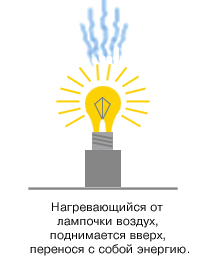 Нагревающийся от
лампочки воздух,
поднимается вверх,
перенося с собой энергию.